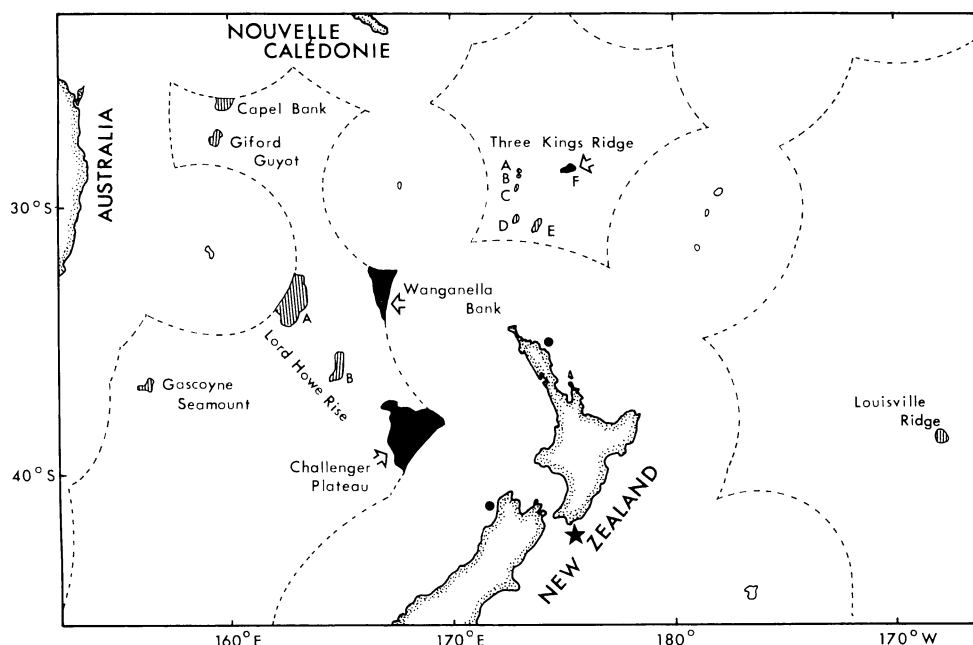 NOUVELLE
CALÉDONIE
AUSTRALIA
Capel Bank
Giford
Guyot
Three Kings Ridge
A
B
C
F
D
E
30°S
Wanganella
Bank
A
Lord Howe Rise
B
Gascoyne
Seamount
Louisville
Ridge
Challenger
Plateau
40°S
NEW ZEALAND
160°E
170°E
180°
170°W